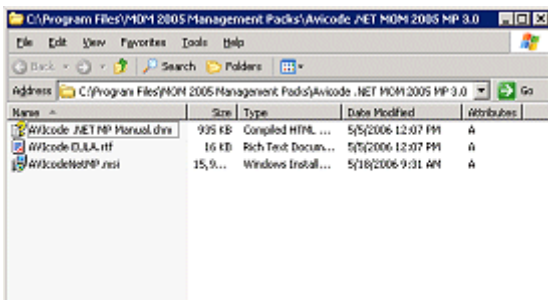 C:\Program Files\MOM 2005 Management Packs\Avicode .NET MOM 2005 MP 3.0
File Edit View Favorites Tools Help
Back Search Folders
Address C:\Program Files\MOM 2005 Management Packs\Avicode .NET MOM 2005 MP 3.0 Go
Name Size Type Date Modified Attributes
AVIcode .NET MP Manual.chm 935 KB Compiled HTML ... 5/5/2006 12:07 PM A
AVIcode EULA.rtf 16 KB Rich Text Docum... 5/5/2006 12:07 PM A
AVIcodeNetMP.msi 15,9... Windows Install... 5/18/2006 9:31 AM A